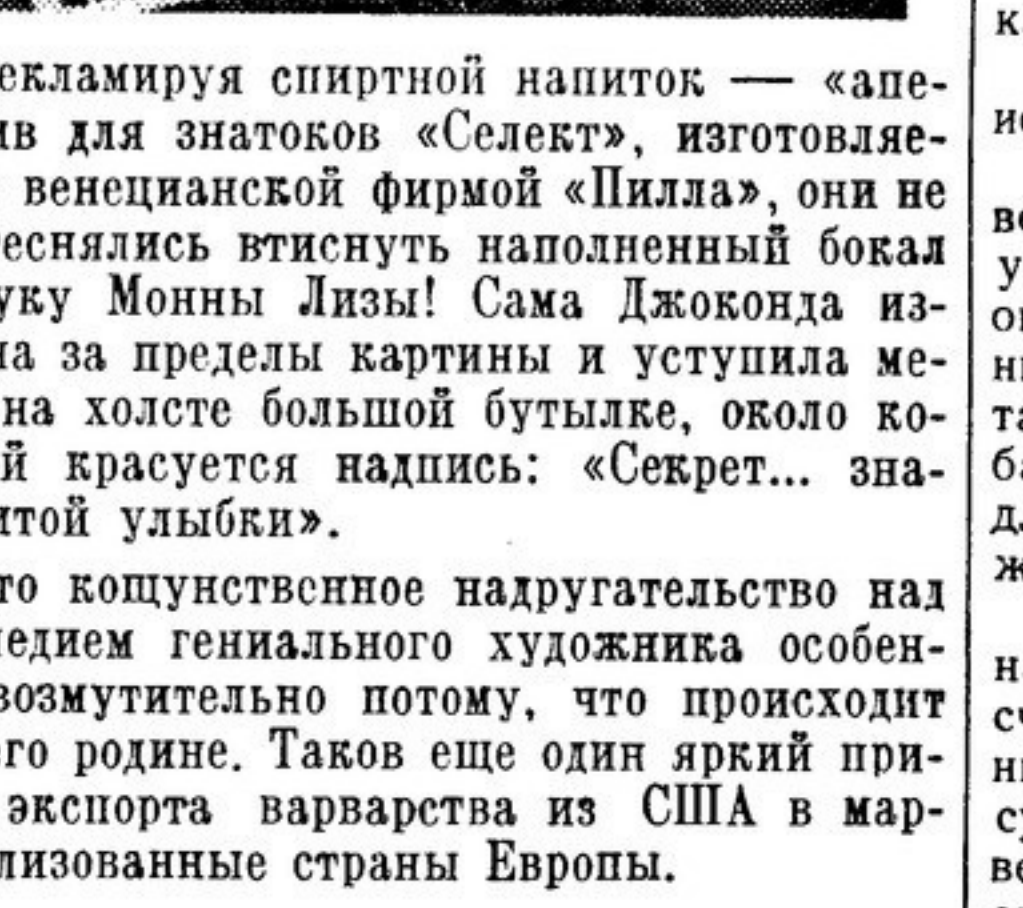 екламируя спиртной напиток — «апе-
ив для знатоков «Селект», изготовляе-
венецианской фирмой «Пилла», они не
еснялись втиснуть наполненный бокал
уку Монны Лизы! Сама Джоконда из-
на за пределы картины и уступила ме-
на холсте большой бутылке, около ко-
й красуется надпись: «Секрет... зна-
итой улыбки».
то кощунственное надругательство над
ледием гениального художника особен-
возмутительно потому, что происходит
его родине. Таков еще один яркий при-
экспорта варварства из США в мар-
лизованные страны Европы.